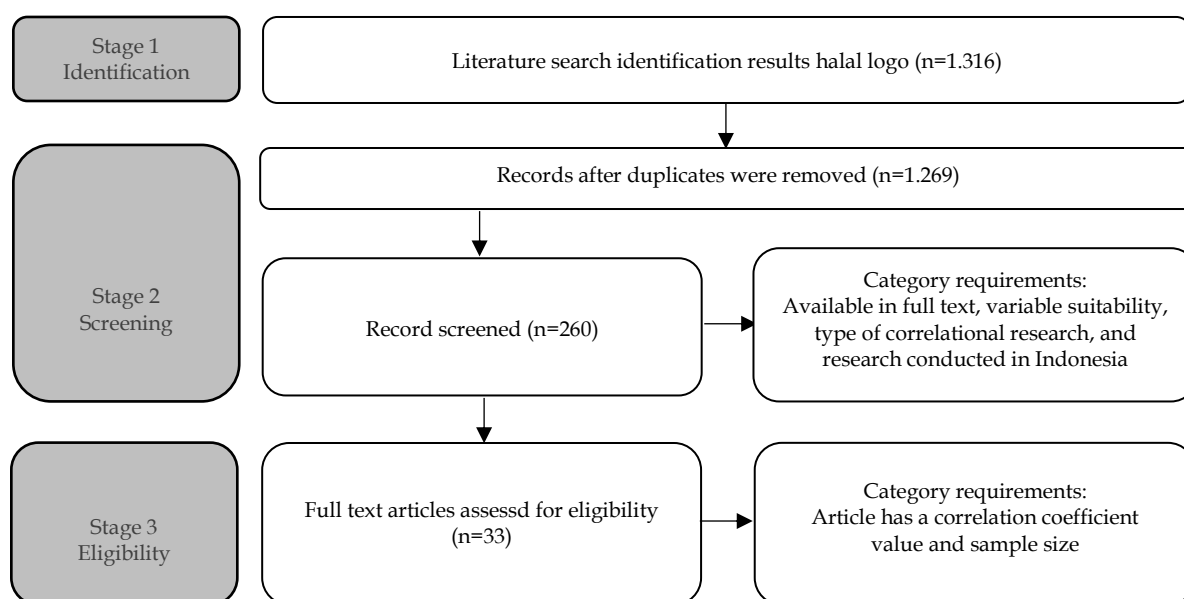 Stage 1
Identification
Literature search identification results halal logo (n=1.316)
Stage 2
Screening
Records after duplicates were removed (n=1.269)
Record screened (n=260)
Category requirements:
Available in full text, variable suitability,
type of correlational research, and
research conducted in Indonesia
Stage 3
Eligibility
Full text articles assessd for eligibility
(n=33)
Category requirements:
Article has a correlation coefficient
value and sample size